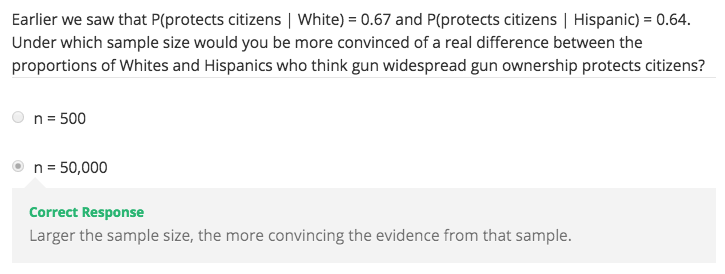 Earlier we saw that P(protects citizens | White) = 0.67 and P(protects citizens | Hispanic) = 0.64.
Under which sample size would you be more convinced of a real difference between the
proportions of Whites and Hispanics who think gun widespread gun ownership protects citizens?
n = 500
n = 50,000
Correct Response
Larger the sample size, the more convincing the evidence from that sample.